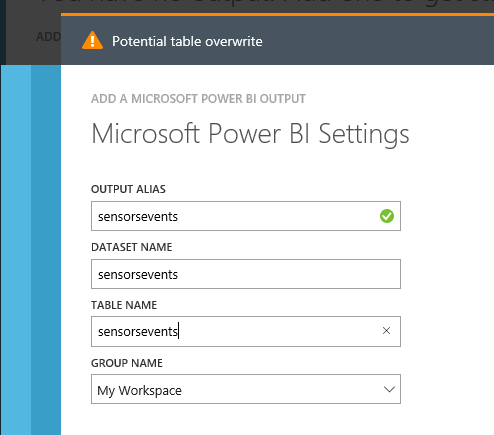 ADD
Potential table overwrite
ADD A MICROSOFT POWER BI OUTPUT
Microsoft Power BI Settings
OUTPUT ALIAS
sensorsevents
DATASET NAME
sensorsevents
TABLE NAME
sensorsevents
GROUP NAME
My Workspace